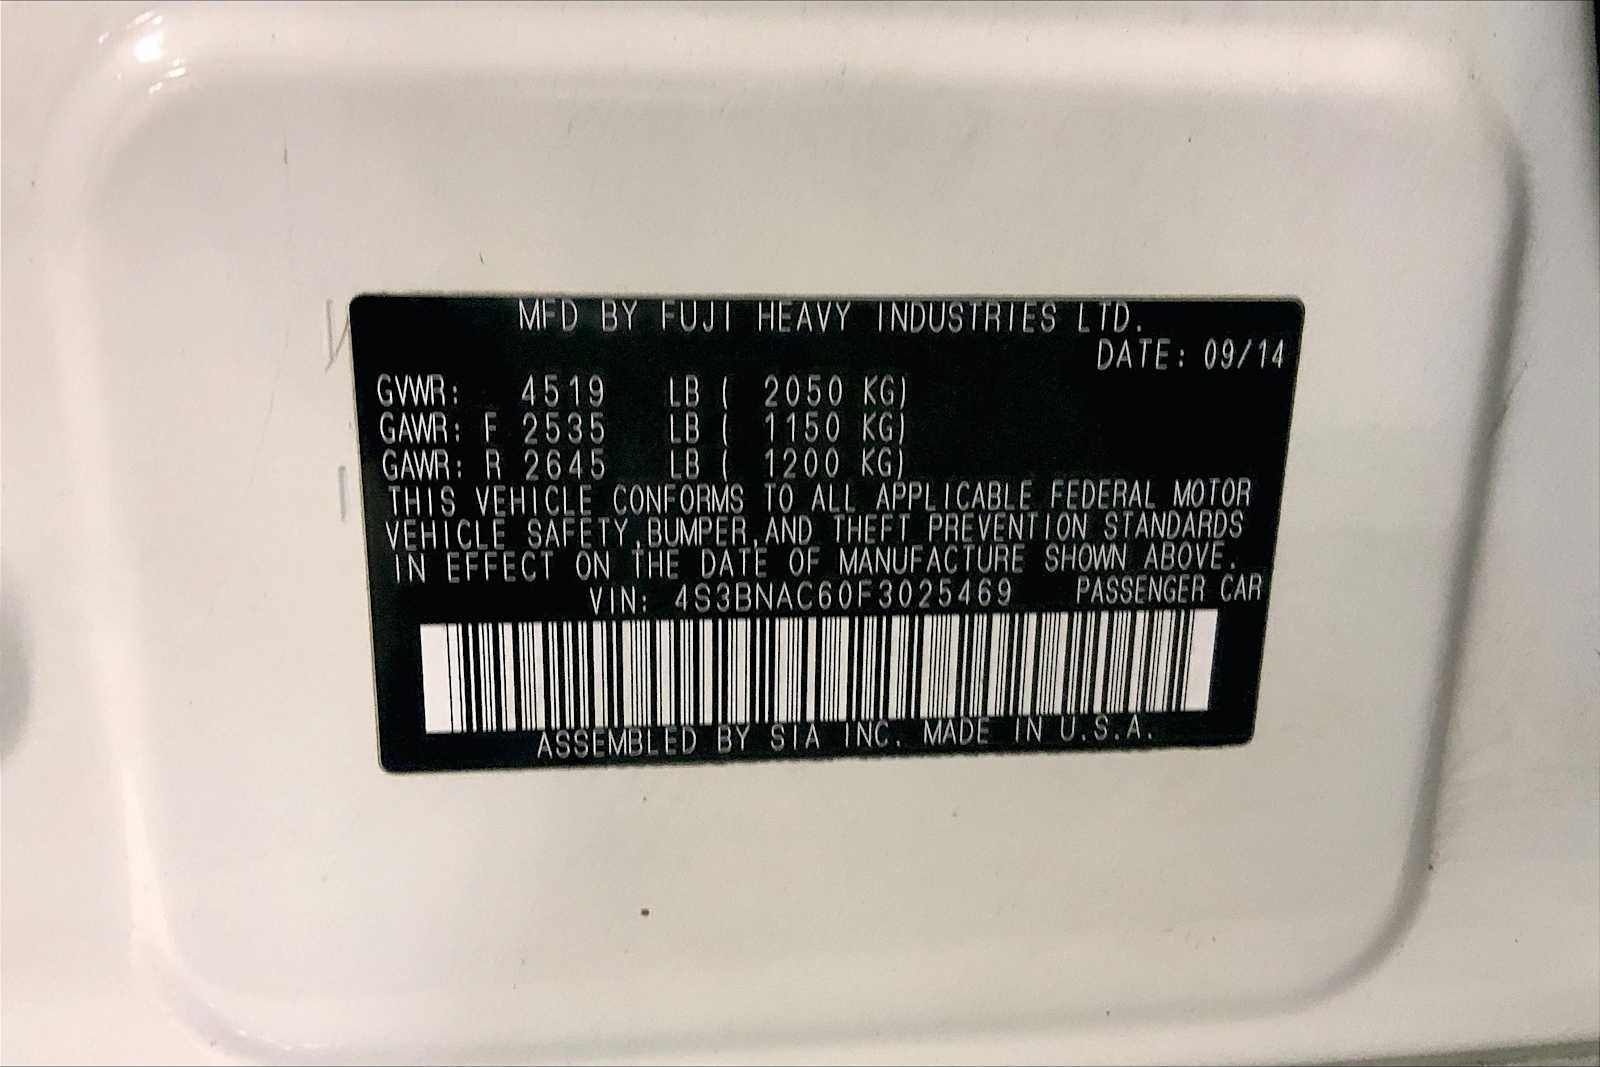 MFD BY FUJI HEAVY INDUSTRIES LTD.
DATE: 09/14
GVWR: 4519 LB ( 2050 KG)
GAWR: F 2535 LB ( 1150 KG)
GAWR: R 2645 LB ( 1200 KG)
THIS VEHICLE CONFORMS TO ALL APPLICABLE FEDERAL MOTOR
VEHICLE SAFETY,BUMPER,AND THEFT PREVENTION STANDARDS
IN EFFECT ON THE DATE OF MANUFACTURE SHOWN ABOVE.
VIN: 4S3BNAC60F3025469 PASSENGER CAR
ASSEMBLED BY SIA INC. MADE IN U.S.A.